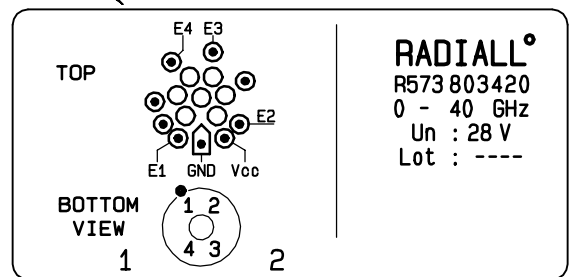 E4 E3
TOP
E2
E1 GND Vcc
BOTTOM
VIEW
1 2
4 3
1 2
RADIALL°
R573 803420
0 - 40 GHz
Un : 28 V
Lot : ----